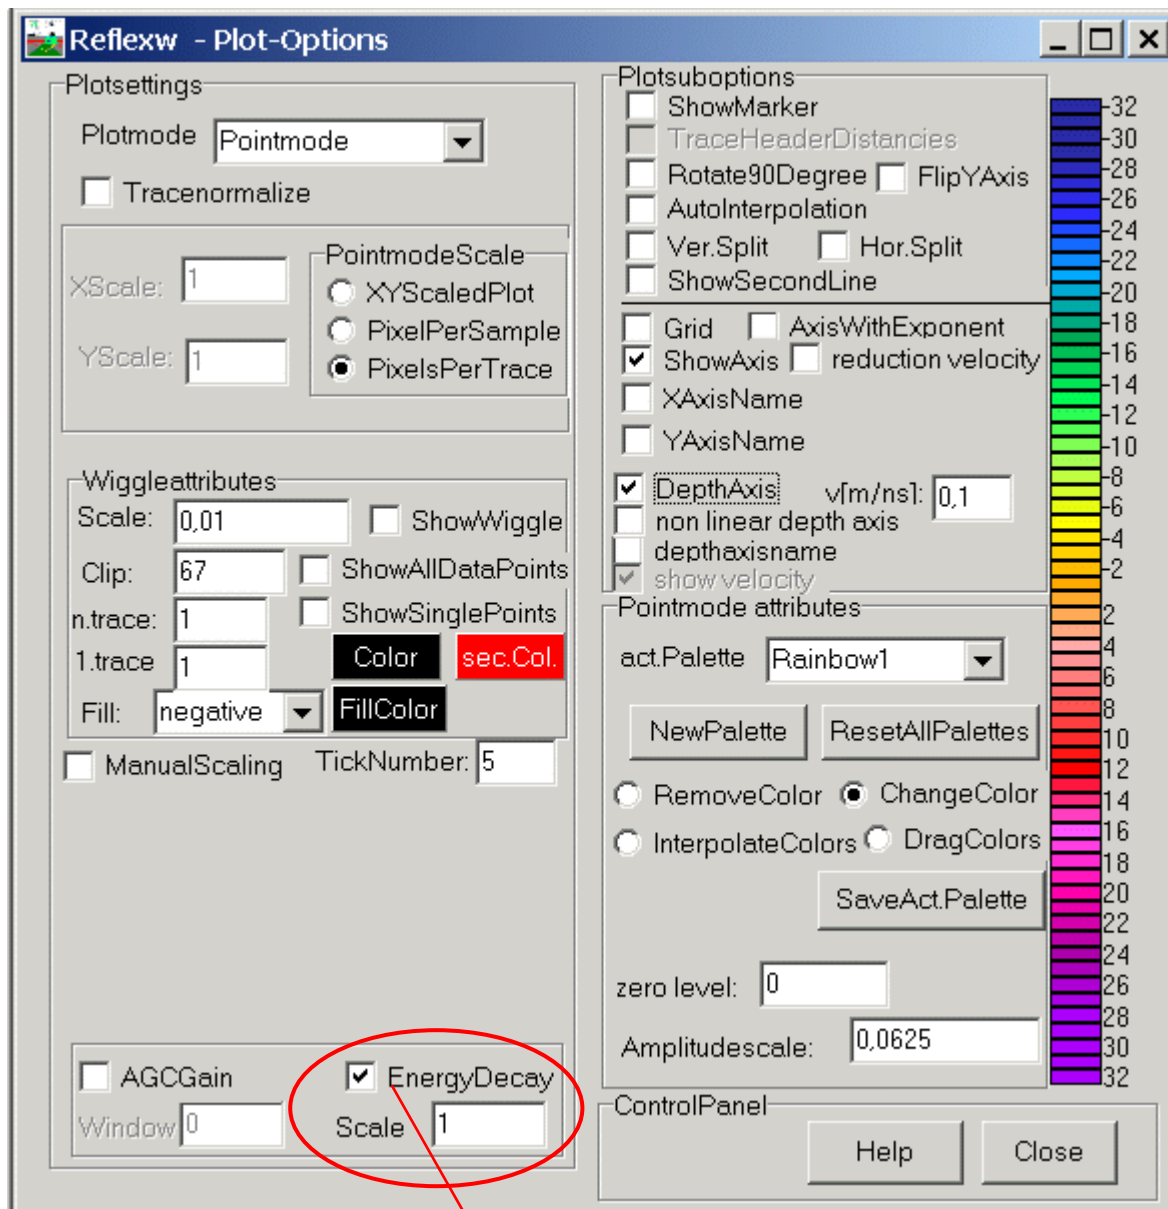 Reflexw - Plot-Options
Plotsettings
Plotmode Pointmode
Tracenormalize
XScale: 1
YScale: 1
PointmodeScale
XYScaledPlot
PixelPerSample
PixelsPerTrace
Wiggleattributes
Scale: 0,01 ShowWiggle
Clip: 67 ShowAllDataPoints
n.trace: 1 ShowSinglePoints
1.trace 1 Color sec.Col.
Fill: negative FillColor
ManualScaling TickNumber: 5
AGCGain EnergyDecay
Window 0 Scale 1
Plotsuboptions
ShowMarker
TraceHeaderDistancies
Rotate90Degree FlipYAxis
AutoInterpolation
Ver.Split Hor.Split
ShowSecondLine
Grid AxisWithExponent
ShowAxis reduction velocity
XAxisName
YAxisName
DepthAxis v[m/ns]: 0,1
non linear depth axis
depthaxisname
show velocity
Pointmode attributes
act.Palette Rainbow1
NewPalette ResetAllPalettes
RemoveColor ChangeColor
InterpolateColors DragColors
SaveAct.Palette
zero level: 0
Amplitudescale: 0,0625
ControlPanel
Help Close
-32
-30
-28
-26
-24
-22
-20
-18
-16
-14
-12
-10
-8
-6
-4
-2
2
4
6
8
10
12
14
16
18
20
22
24
26
28
30
32